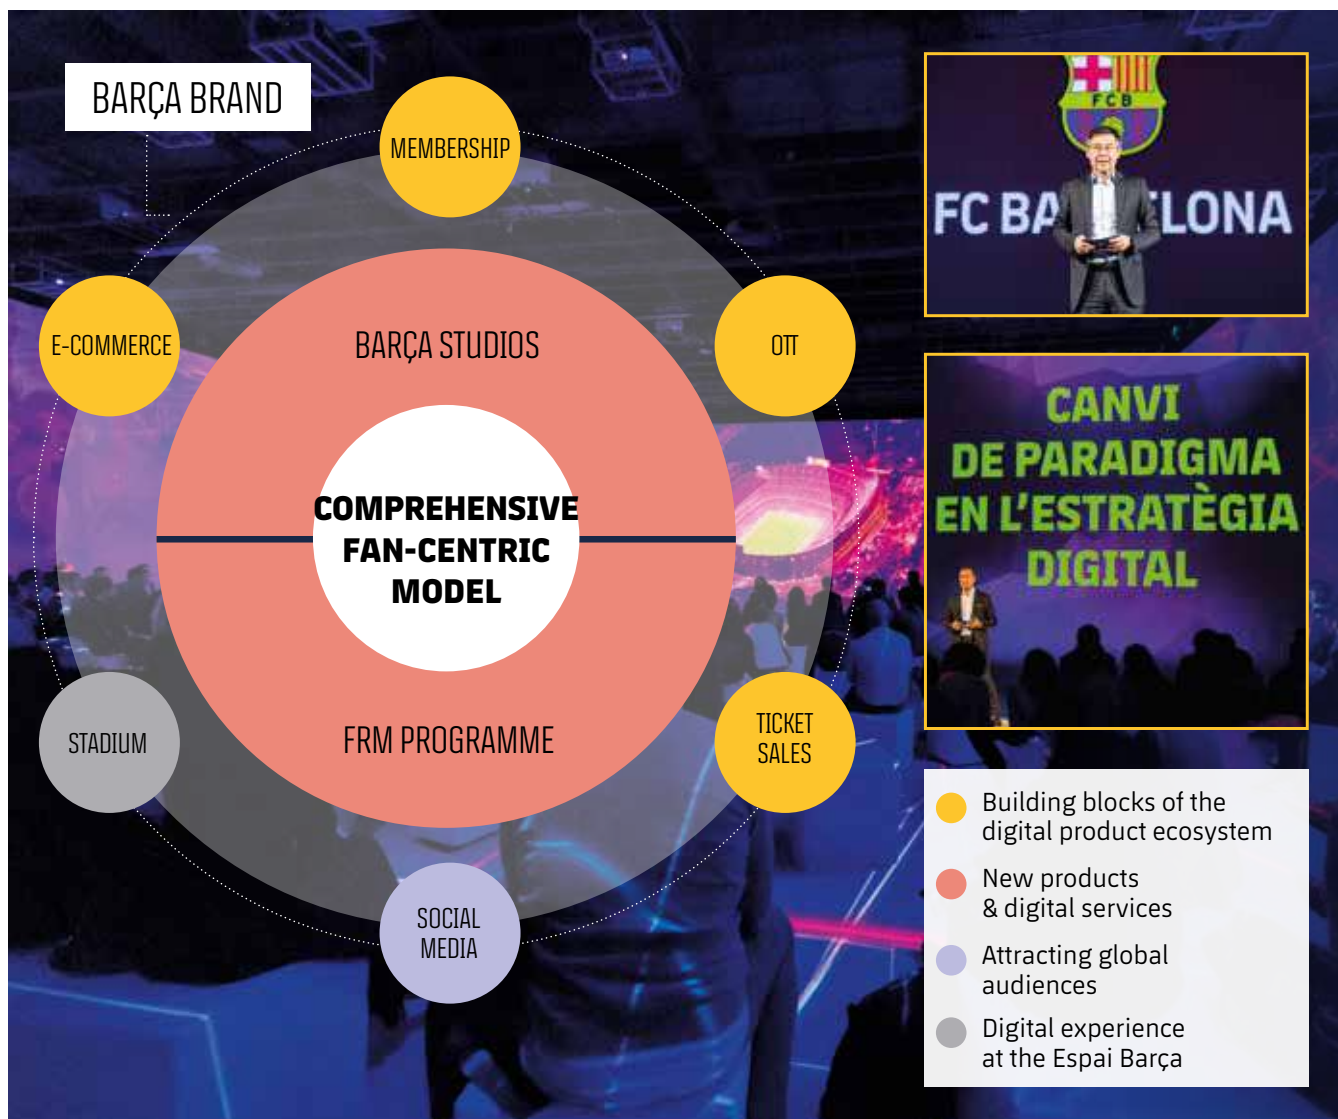 BARÇA BRAND
MEMBERSHIP
E-COMMERCE
OTT
BARÇA STUDIOS
COMPREHENSIVE
FAN-CENTRIC
MODEL
FRM PROGRAMME
STADIUM
TICKET
SALES
SOCIAL
MEDIA
FCB
FC BA ELONA
CANVI
DE PARADIGMA
EN L'ESTRATÈGIA
DIGITAL
Building blocks of the
digital product ecosystem
New products
& digital services
Attracting global
audiences
Digital experience
at the Espai Barça